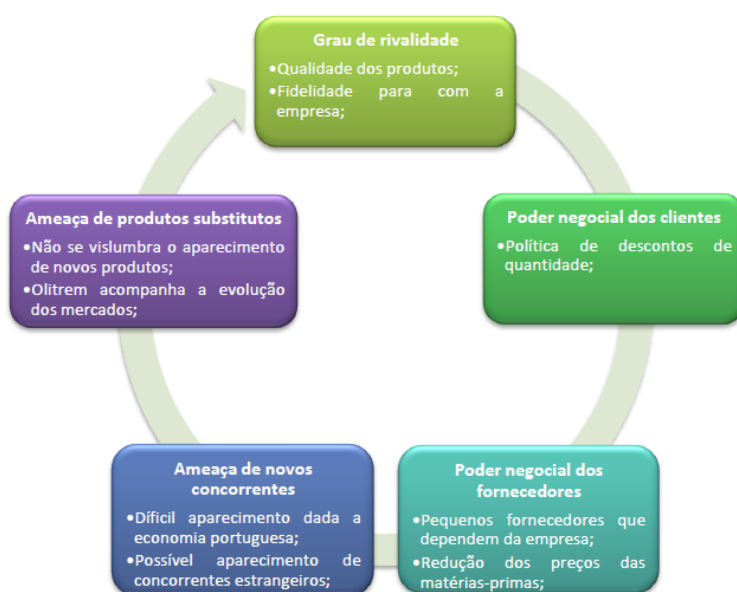 Grau de rivalidade
•Qualidade dos produtos;
•Fidelidade para com a
empresa;
Poder negocial dos clientes
•Política de descontos de
quantidade;
Poder negocial dos
fornecedores
•Pequenos fornecedores que
dependem da empresa;
•Redução dos preços das
matérias-primas;
Ameaça de novos
concorrentes
•Díficil aparecimento dada a
economia portuguesa;
•Possível aparecimento de
concorrentes estrangeiros;
Ameaça de produtos substitutos
•Não se vislumbra o aparecimento
de novos produtos;
•Olitrem acompanha a evolução
dos mercados;